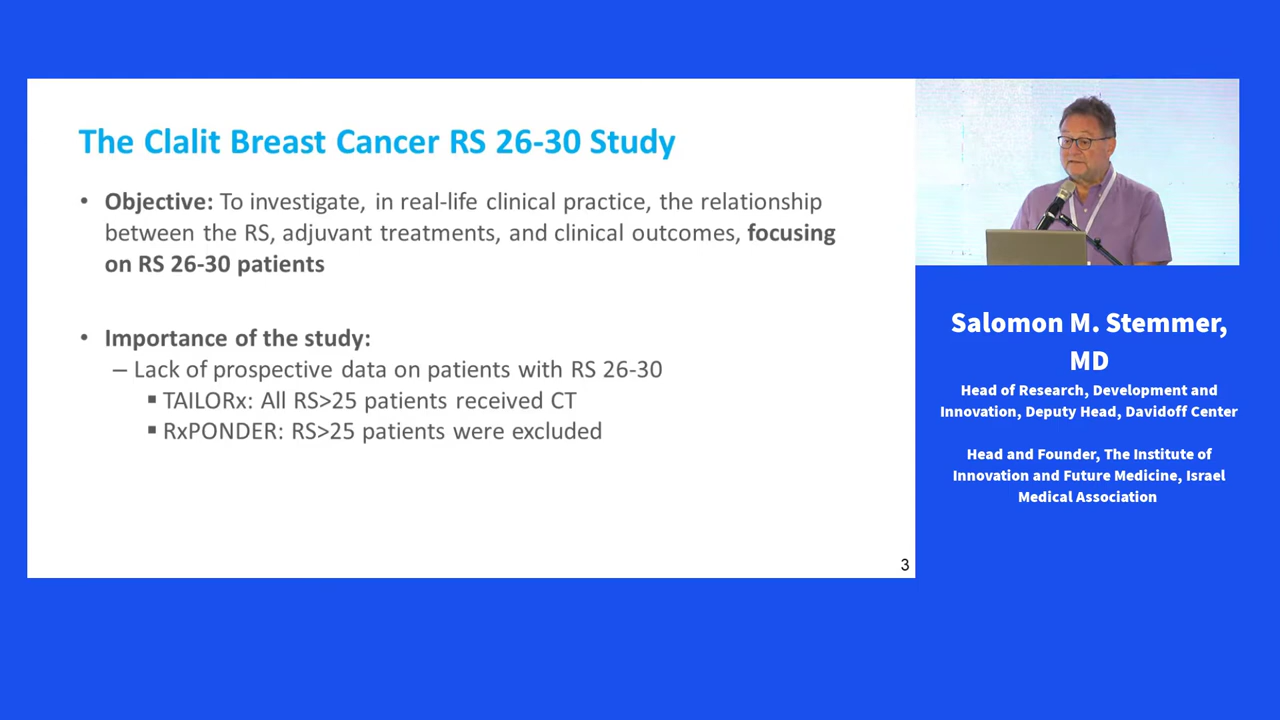 The Clalit Breast Cancer RS 26-30 Study
• Objective: To investigate, in real-life clinical practice, the relationship
between the RS, adjuvant treatments, and clinical outcomes, focusing
on RS 26-30 patients
• Importance of the study:
– Lack of prospective data on patients with RS 26-30
▪ TAILORx: All RS>25 patients received CT
▪ RxPONDER: RS>25 patients were excluded
3
Salomon M. Stemmer,
MD
Head of Research, Development and
Innovation, Deputy Head, Davidoff Center
Head and Founder, The Institute of
Innovation and Future Medicine, Israel
Medical Association